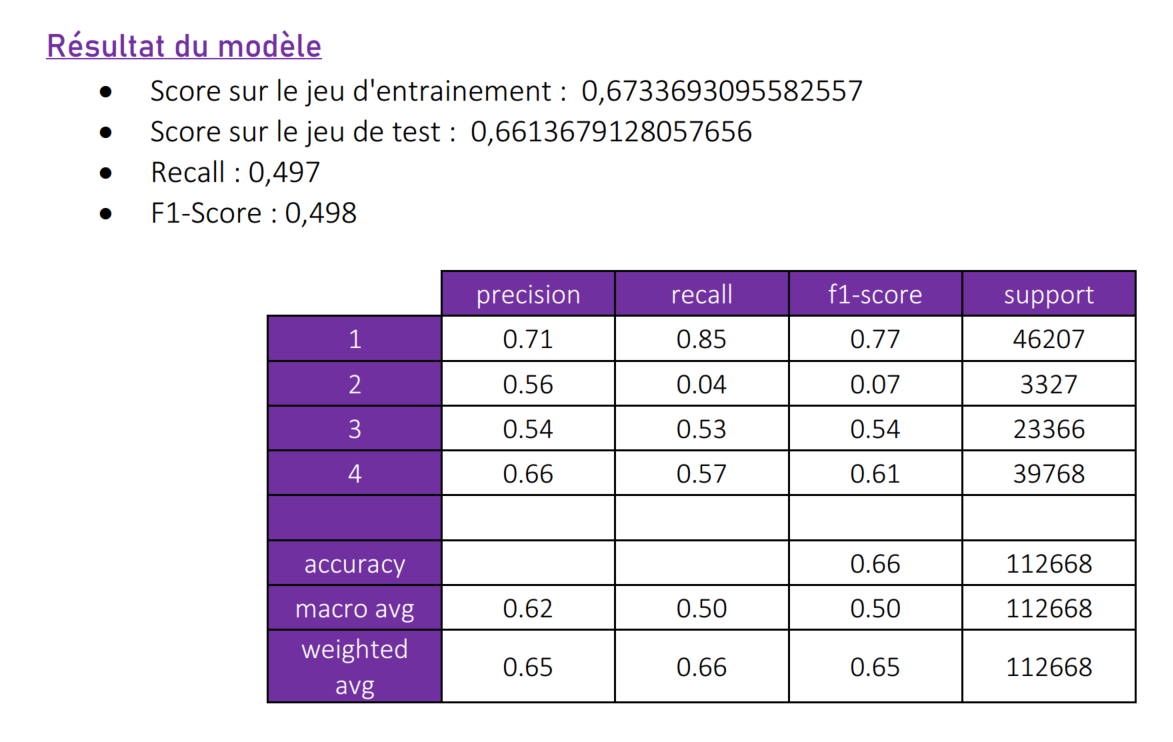 Résultat du modèle
● Score sur le jeu d'entrainement : 0,6733693095582557
● Score sur le jeu de test : 0,6613679128057656
● Recall : 0,497
● F1-Score : 0,498
precision recall f1-score support
1 0.71 0.85 0.77 46207
2 0.56 0.04 0.07 3327
3 0.54 0.53 0.54 23366
4 0.66 0.57 0.61 39768
accuracy 0.66 112668
macro avg 0.62 0.50 0.50 112668
weighted
avg 0.65 0.66 0.65 112668